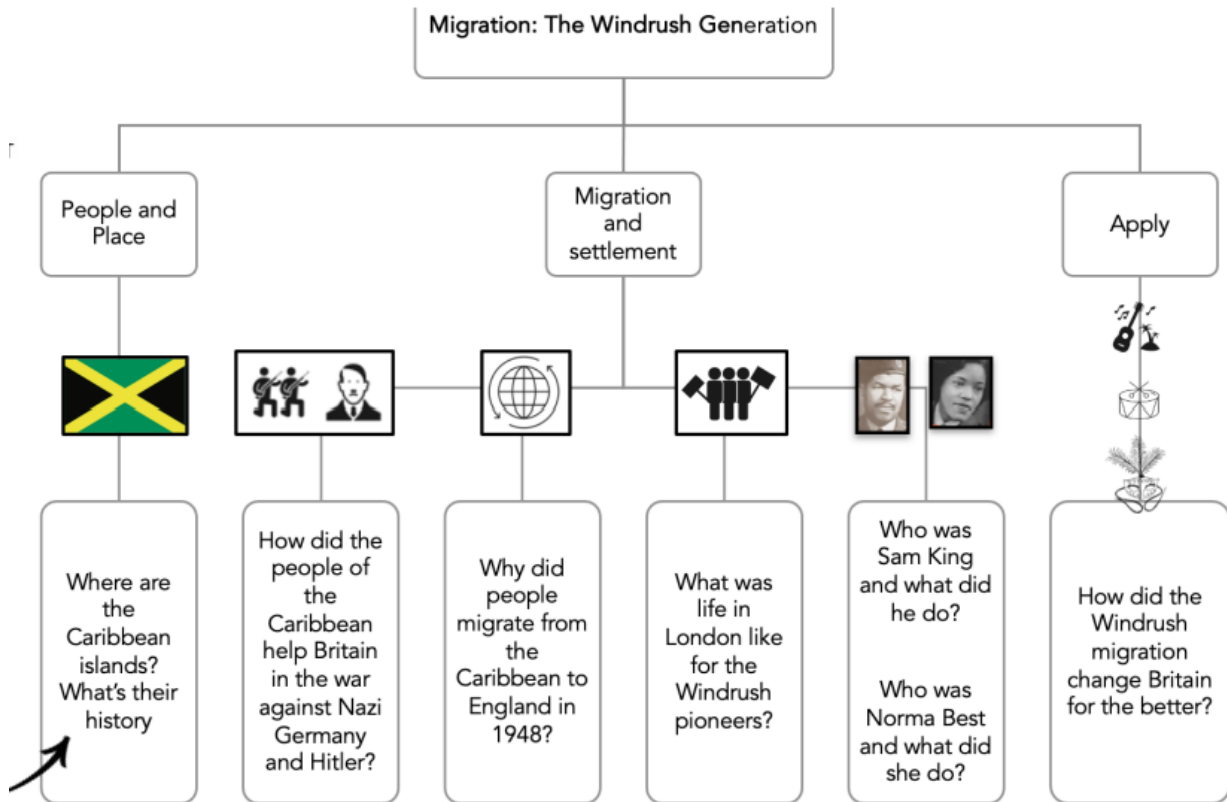 Migration: The Windrush Generation
People and
Place
Migration
and
settlement
Apply
Where are
the
Caribbean
islands?
What's their
history
How did the
people of
the
Caribbean
help Britain
in the war
against Nazi
Germany
and Hitler?
Why did
people
migrate from
the
Caribbean to
England in
1948?
What was
life in
London like
for the
Windrush
pioneers?
Who was
Sam King
and what did
he do?
Who was
Norma Best
and what did
she do?
How did the
Windrush
migration
change Britain
for the better?